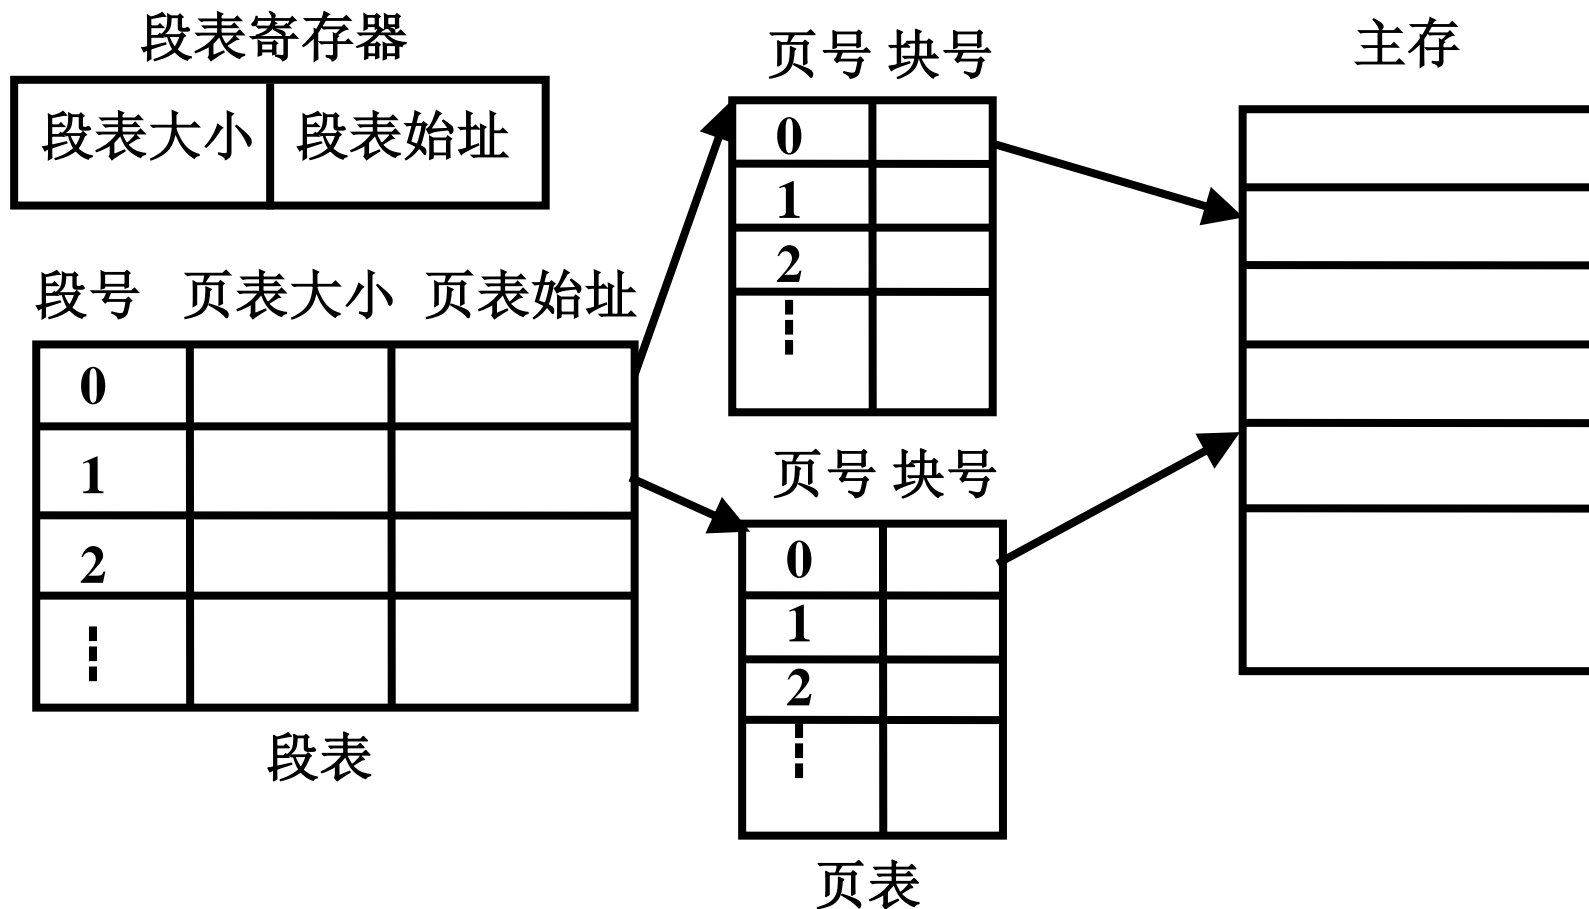 段表寄存器
段表大小 段表始址
段号 页表大小 页表始址
0
1
2
段表
页号 块号
0
1
2
页号 块号
0
1
2
页表
主存